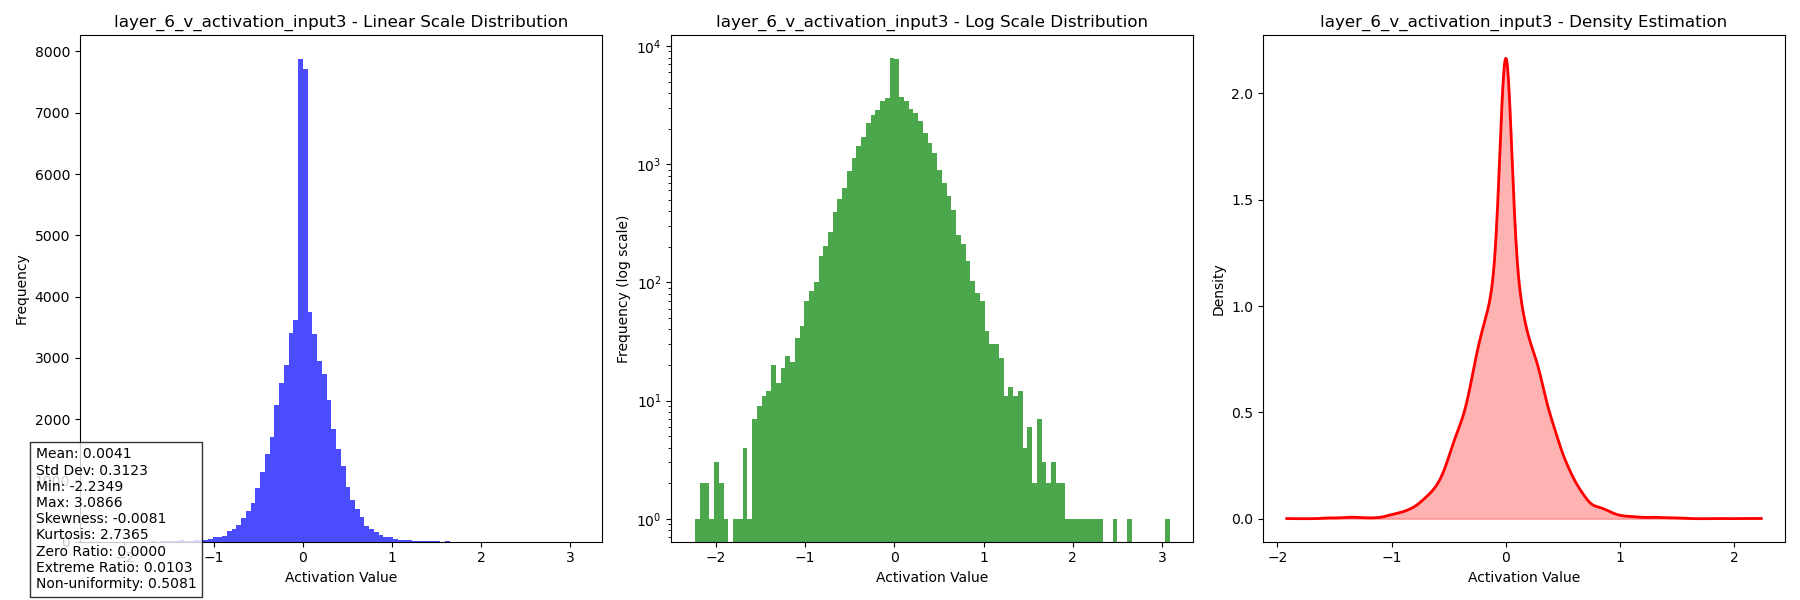 layer_6_v_activation_input3 - Linear Scale Distribution
8000
7000
6000
5000
4000
3000
2000
1000
0
Frequency
−2
−1
0
1
2
3
Activation Value
Mean: 0.0041
Std Dev: 0.3123
Min: -2.2349
Max: 3.0866
Skewness: -0.0081
Kurtosis: 2.7365
Zero Ratio: 0.0000
Extreme Ratio: 0.0103
Non-uniformity: 0.5081
layer_6_v_activation_input3 - Log Scale Distribution
10⁴
10³
10²
10¹
10⁰
Frequency (log scale)
−2
−1
0
1
2
3
Activation Value
layer_6_v_activation_input3 - Density Estimation
2.0
1.5
1.0
0.5
0.0
Density
−2
−1
0
1
2
Activation Value